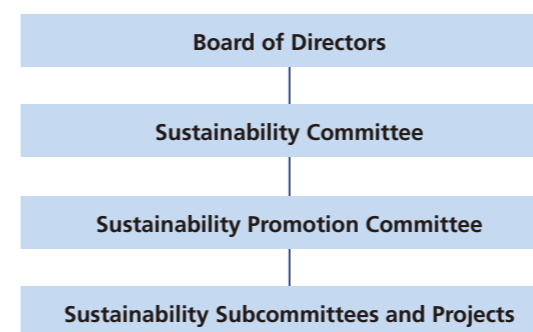 Board of Directors
Sustainability Committee
Sustainability Promotion Committee
Sustainability Subcommittees and Projects